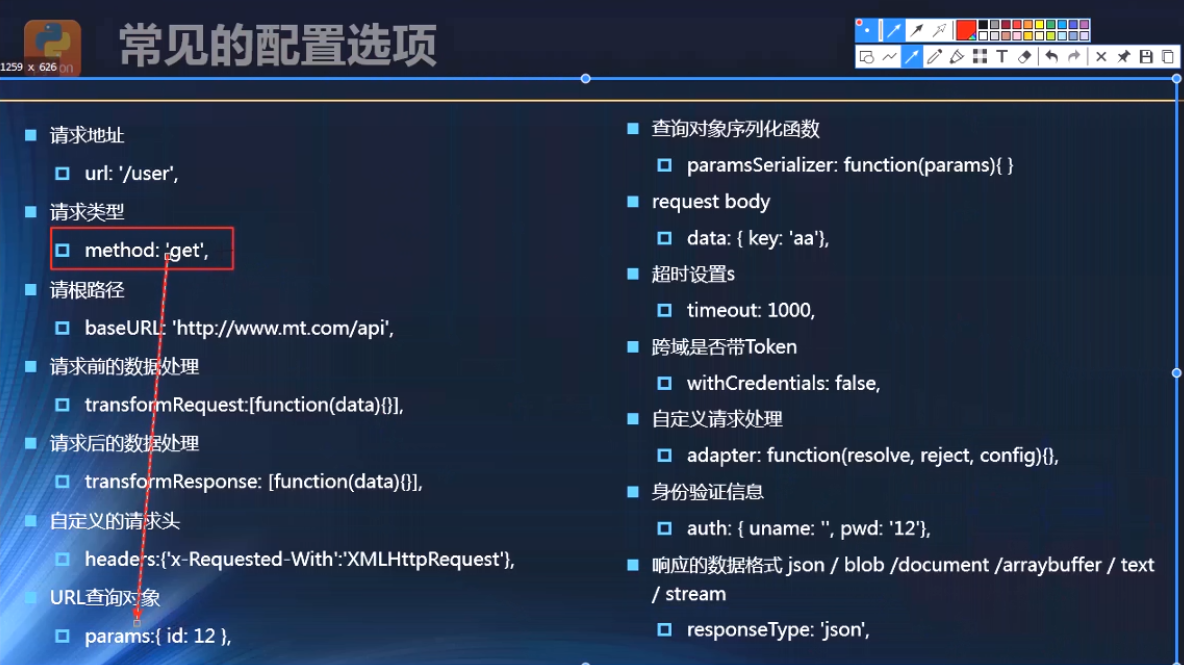 常见的配置选项
1259 x 626 on
请求地址
url: '/user',
请求类型
method: 'get',
请根路径
baseURL: 'http://www.mt.com/api',
请求前的数据处理
transformRequest:[function(data){}],
请求后的数据处理
transformResponse: [function(data){}],
自定义的请求头
headers:{'x-Requested-With':'XMLHttpRequest'},
URL查询对象
params:{ id: 12 },
查询对象序列化函数
paramsSerializer: function(params){ }
request body
data: { key: 'aa'},
超时设置s
timeout: 1000,
跨域是否带Token
withCredentials: false,
自定义请求处理
adapter: function(resolve, reject, config){},
身份验证信息
auth: { uname: '', pwd: '12'},
响应的数据格式 json / blob /document /arraybuffer / text
/ stream
responseType: 'json',